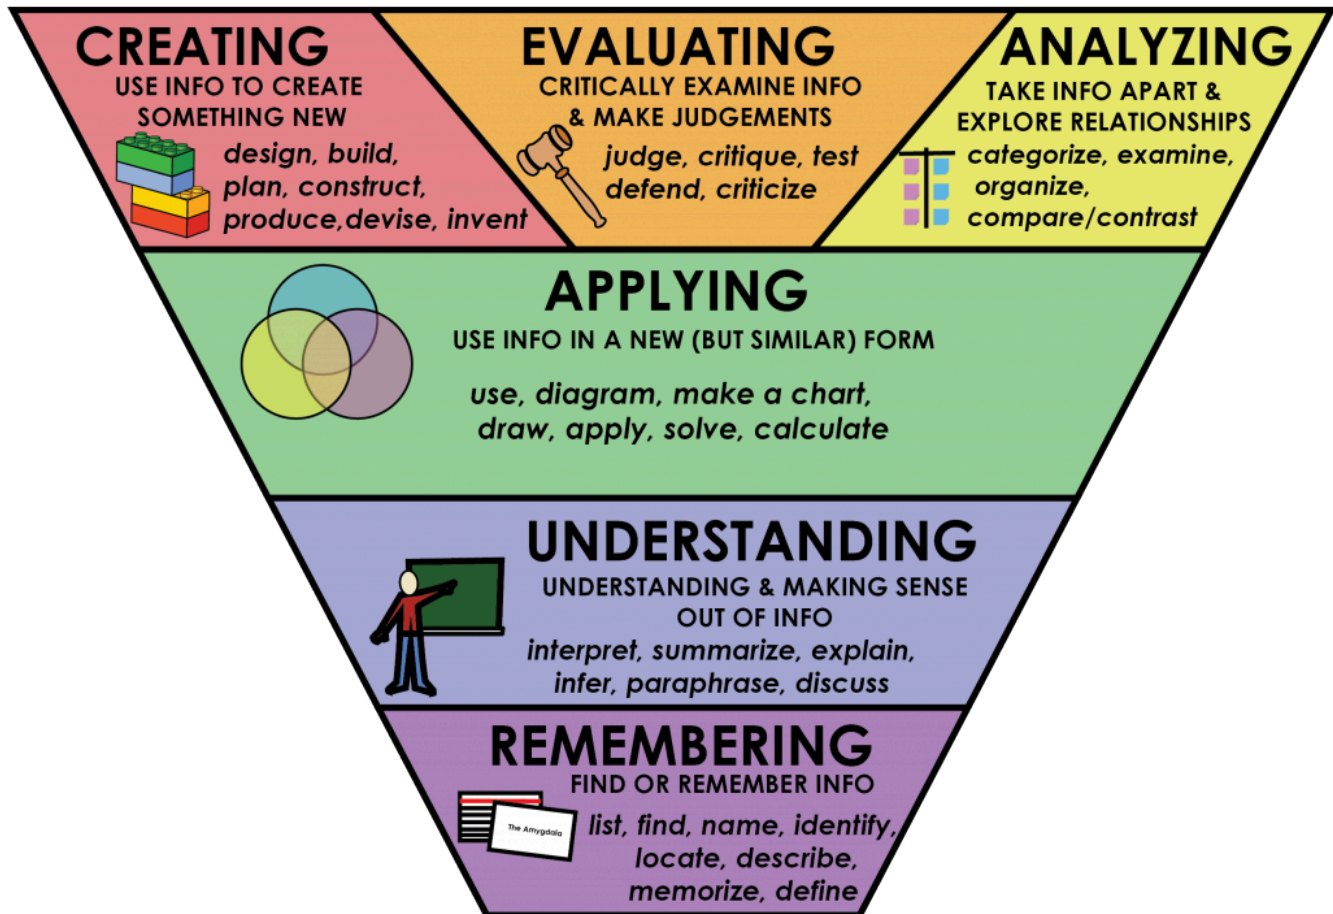 CREATING
USE INFO TO CREATE
SOMETHING NEW
design, build,
plan, construct,
produce,devise, invent
EVALUATING
CRITICALLY EXAMINE INFO
& MAKE JUDGEMENTS
judge, critique, test
defend, criticize
ANALYZING
TAKE INFO APART &
EXPLORE RELATIONSHIPS
categorize, examine,
organize,
compare/contrast
APPLYING
USE INFO IN A NEW (BUT SIMILAR) FORM
use, diagram, make a chart,
draw, apply, solve, calculate
UNDERSTANDING
UNDERSTANDING & MAKING SENSE
OUT OF INFO
interpret, summarize, explain,
infer, paraphrase, discuss
REMEMBERING
FIND OR REMEMBER INFO
The Amygdala
list, find, name, identify,
locate, describe,
memorize, define